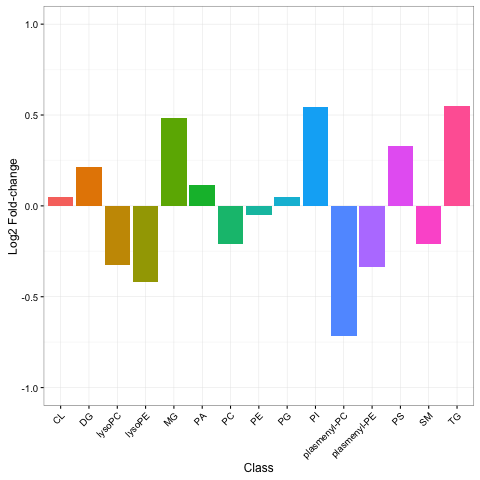 Log2 Fold-change
1.0
0.5
0.0
-0.5
-1.0
CL
DG
lysoPC
lysoPE
MG
PA
PC
PE
PG
PI
plasmenyl-PC
plasmenyl-PE
PS
SM
TG
Class